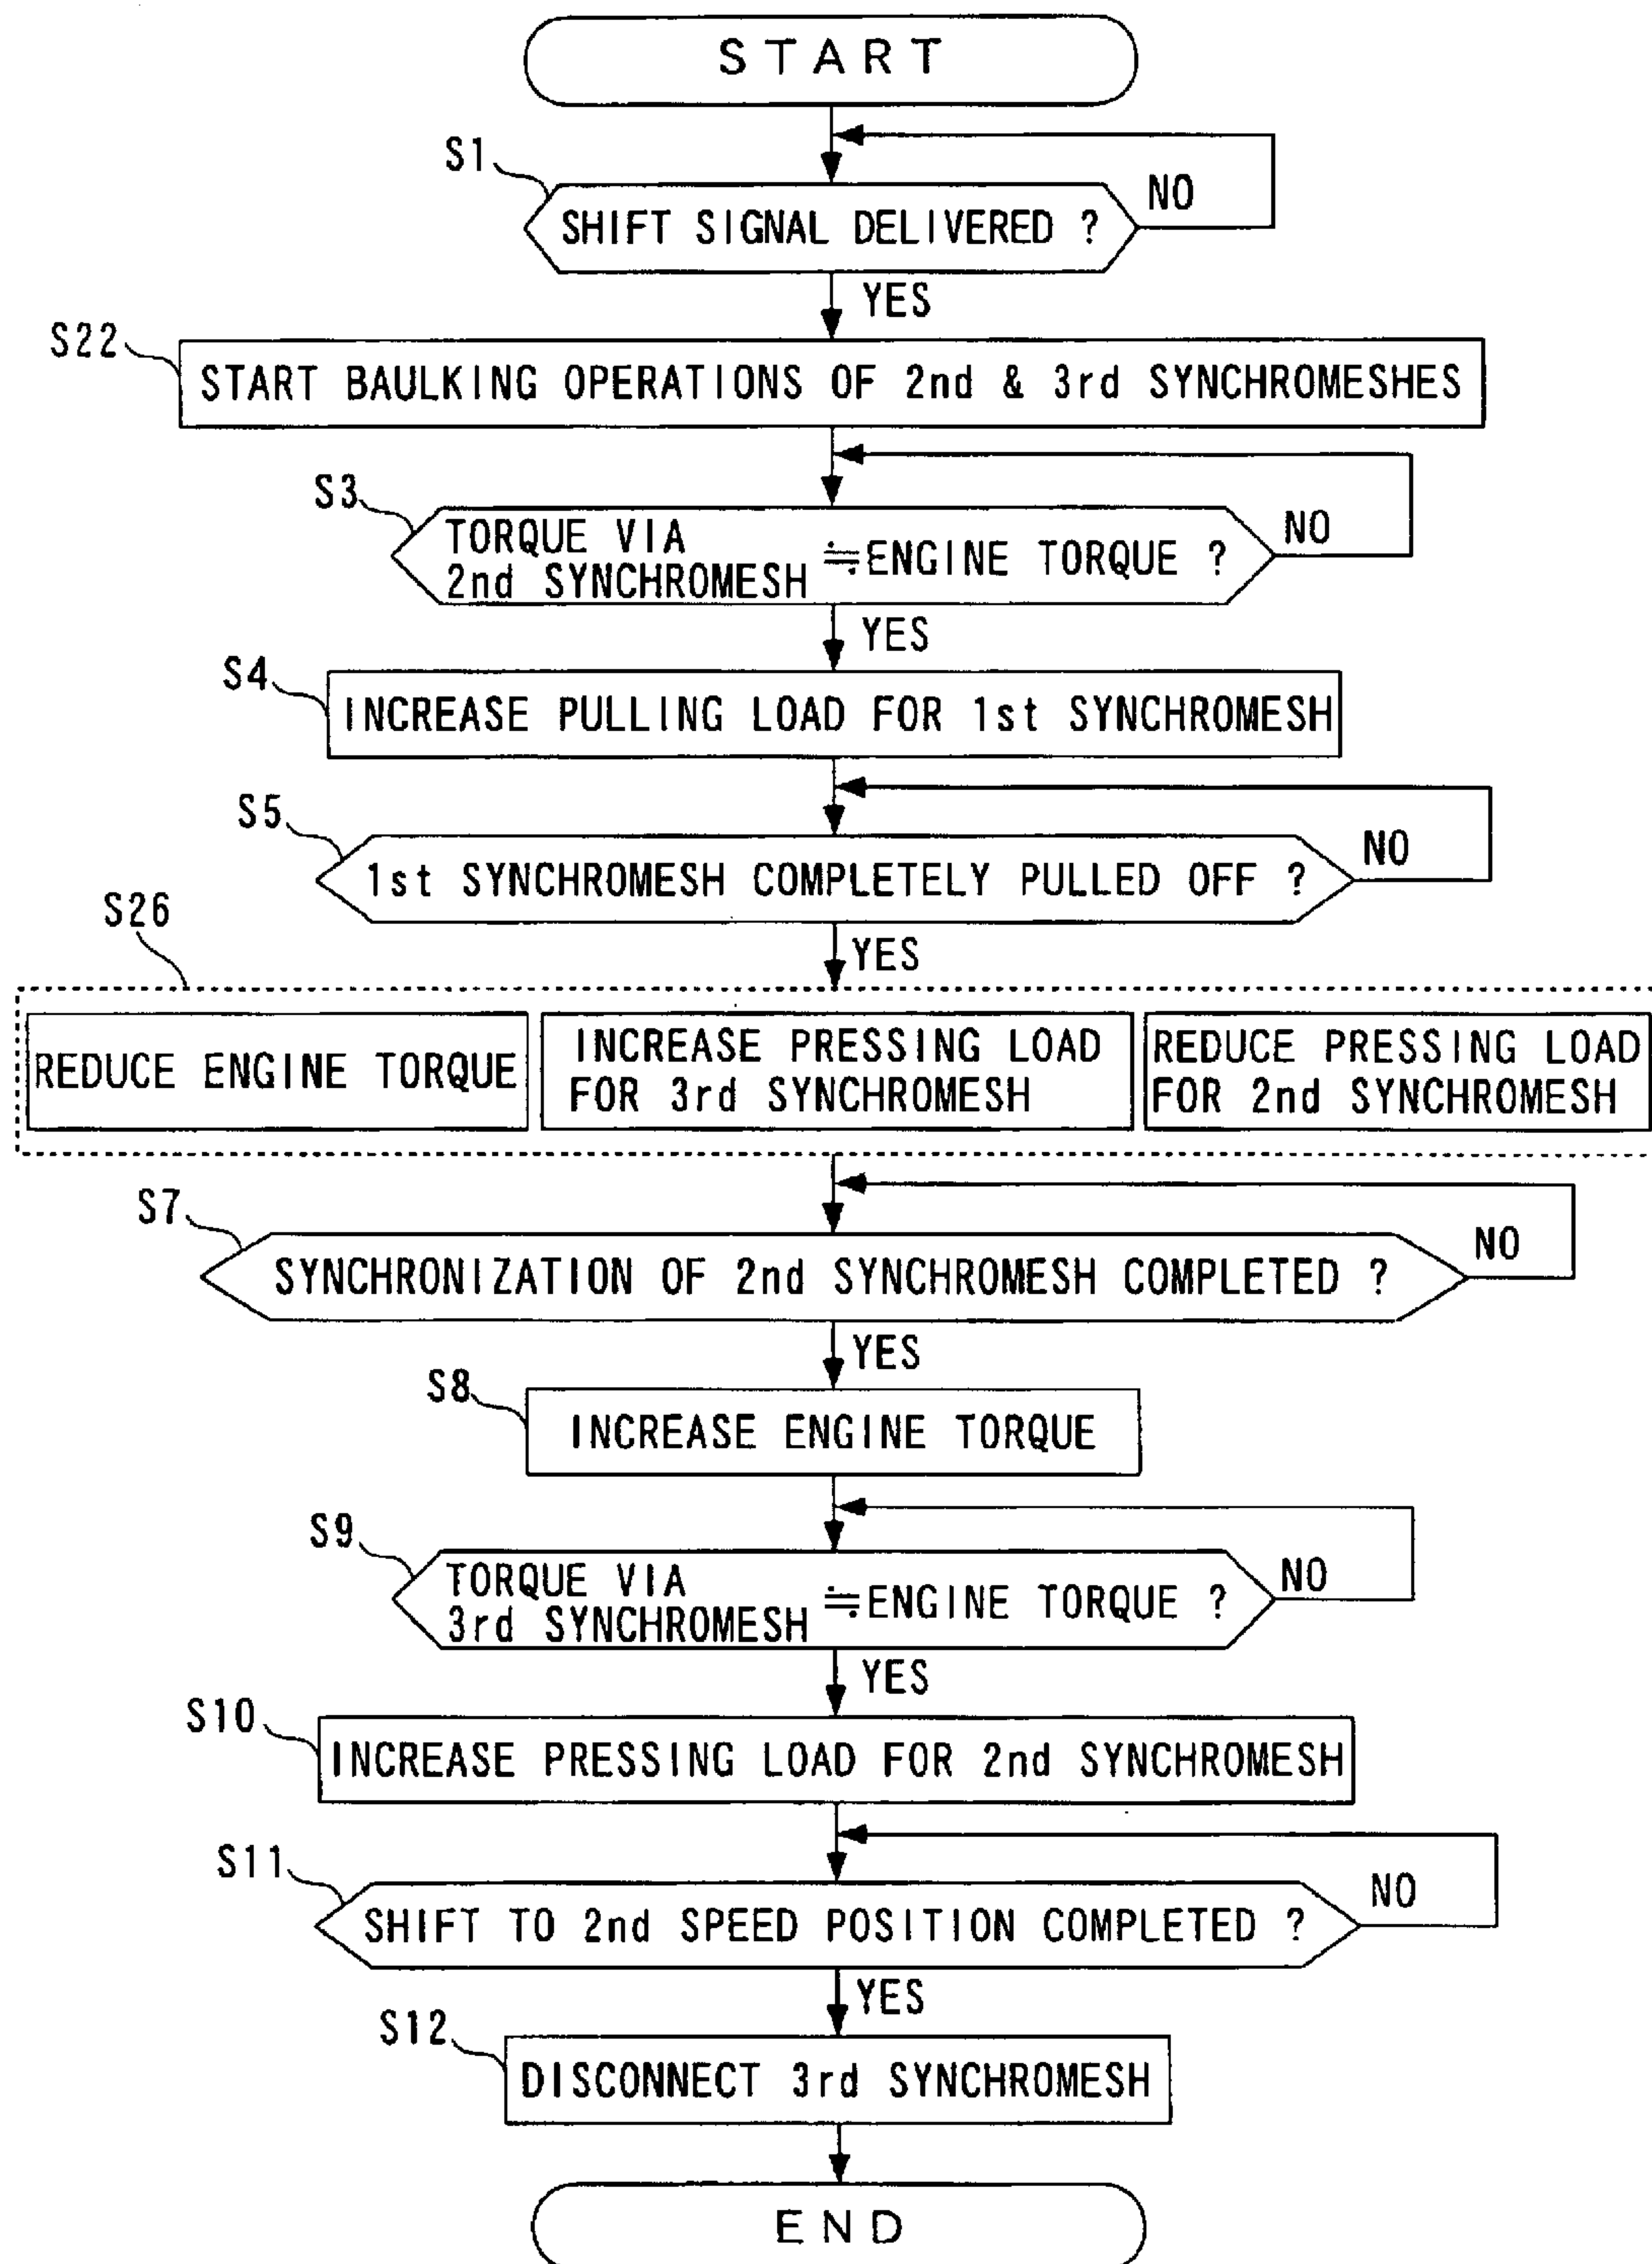 START
S1
SHIFT SIGNAL DELIVERED ?
NO
YES
S22
START BAULKING OPERATIONS OF 2nd & 3rd SYNCHROMESHES
S3
TORQUE VIA
2nd SYNCHROMESH ≒ENGINE TORQUE ?
NO
YES
S4
INCREASE PULLING LOAD FOR 1st SYNCHROMESH
S5
1st SYNCHROMESH COMPLETELY PULLED OFF ?
NO
YES
S26
REDUCE ENGINE TORQUE
INCREASE PRESSING LOAD
FOR 3rd SYNCHROMESH
REDUCE PRESSING LOAD
FOR 2nd SYNCHROMESH
S7
SYNCHRONIZATION OF 2nd SYNCHROMESH COMPLETED ?
NO
YES
S8
INCREASE ENGINE TORQUE
S9
TORQUE VIA
3rd SYNCHROMESH ≒ENGINE TORQUE ?
NO
YES
S10
INCREASE PRESSING LOAD FOR 2nd SYNCHROMESH
S11
SHIFT TO 2nd SPEED POSITION COMPLETED ?
NO
YES
S12
DISCONNECT 3rd SYNCHROMESH
END